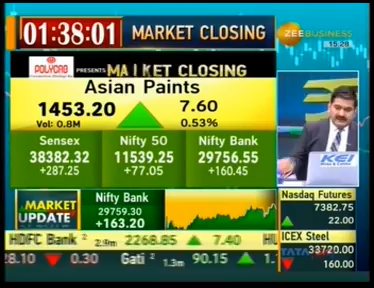 01:38:01 MARKET CLOSING
ZEE BUSINESS
15:28
POLYCAB
PRESENTS MARKET CLOSING
Asian Paints
1453.20 7.60
Vol: 0.8M 0.53%
Sensex Nifty 50 Nifty Bank
38382.32 11539.25 29756.55
+287.25 +77.05 +160.45
KEI
MARKET
UPDATE
Nifty Bank
29759.30
+163.20
Nasdaq Futures
7382.75
22.00
HDFC Bank 2 2.9m 2268.85 7.40 HU
ICEX Steel
33720.00
160.00
28.10 0.30 Gati 2 1.3m 90.15 1.